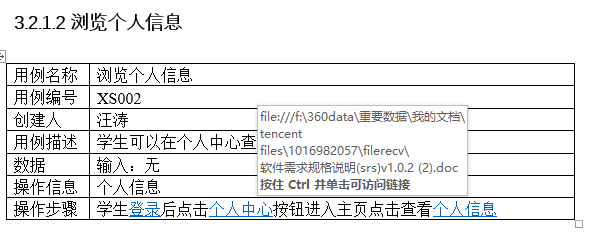 3.2.1.2 浏览个人信息
用例名称 浏览个人信息
用例编号 XS002
创建人 汪涛
用例描述 学生可以在个人中心查
数据 输入：无
操作信息 个人信息
操作步骤 学生登录后点击个人中心按钮进入主页点击查看个人信息
file:///f:\360data\重要数据\我的文档\
tencent
files\1016982057\filerecv\
软件需求规格说明(srs)v1.0.2 (2).doc
按住 Ctrl 并单击可访问链接